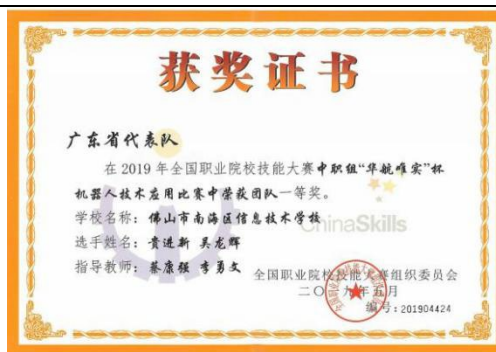 获奖证书
广东省代表队
在 2019 年全国职业院校技能大赛中职组“华航唯实”杯
机器人技术应用比赛中荣获团队一等奖。
学校名称：佛山市南海区信息技术学校
ChinaSkills
选手姓名：贵进新 吴龙辉
指导教师：蔡康强 李勇文
全国职业院校技能大赛组织委员会
二〇一九年五月
编号：201904424